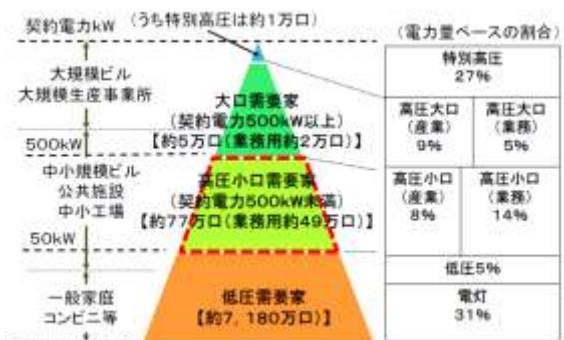 契約電力kW
(うち特別高圧は約1万口)
(電力量ベースの割合)
大規模ビル
大規模生産事業所
500kW
中小規模ビル
公共施設
中小工場
50kW
一般家庭
コンビニ等
大口需要家
(契約電力500kW以上)
【約5万口(業務用約2万口)】
高圧小口需要家
(契約電力500kW未満)
【約77万口(業務用約49万口)】
低圧需要家
【約7,180万口)】
特別高圧
27%
高圧大口
(産業)
9%
高圧大口
(業務)
5%
高圧小口
(産業)
8%
高圧小口
(業務)
14%
低圧5%
電灯
31%